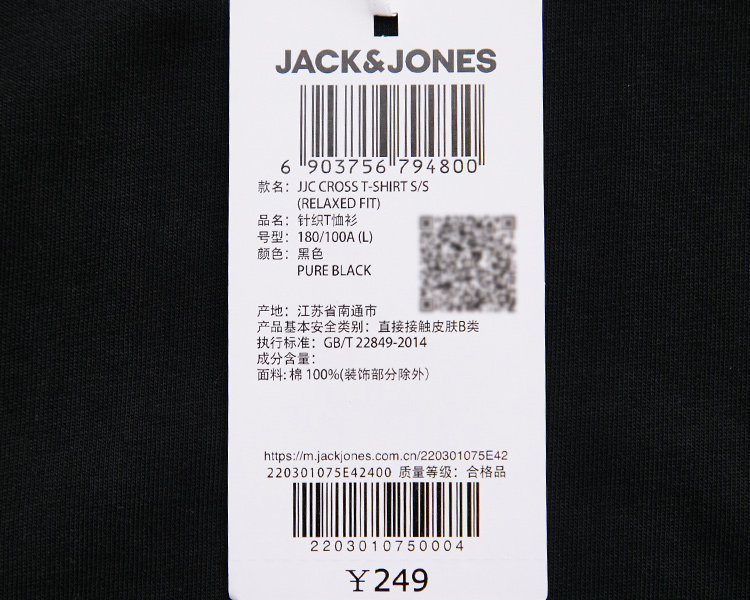 JACK&JONES
6 903756 794800
款名: JJC CROSS T-SHIRT S/S
(RELAXED FIT)
品名: 针织T恤衫
号型: 180/100A (L)
颜色: 黑色
PURE BLACK
产地: 江苏省南通市
产品基本安全类别: 直接接触皮肤B类
执行标准: GB/T 22849-2014
成分含量:
面料: 棉 100%(装饰部分除外)
https://m.jackjones.com.cn/220301075E42
220301075E42400 质量等级: 合格品
2203010750004
￥249